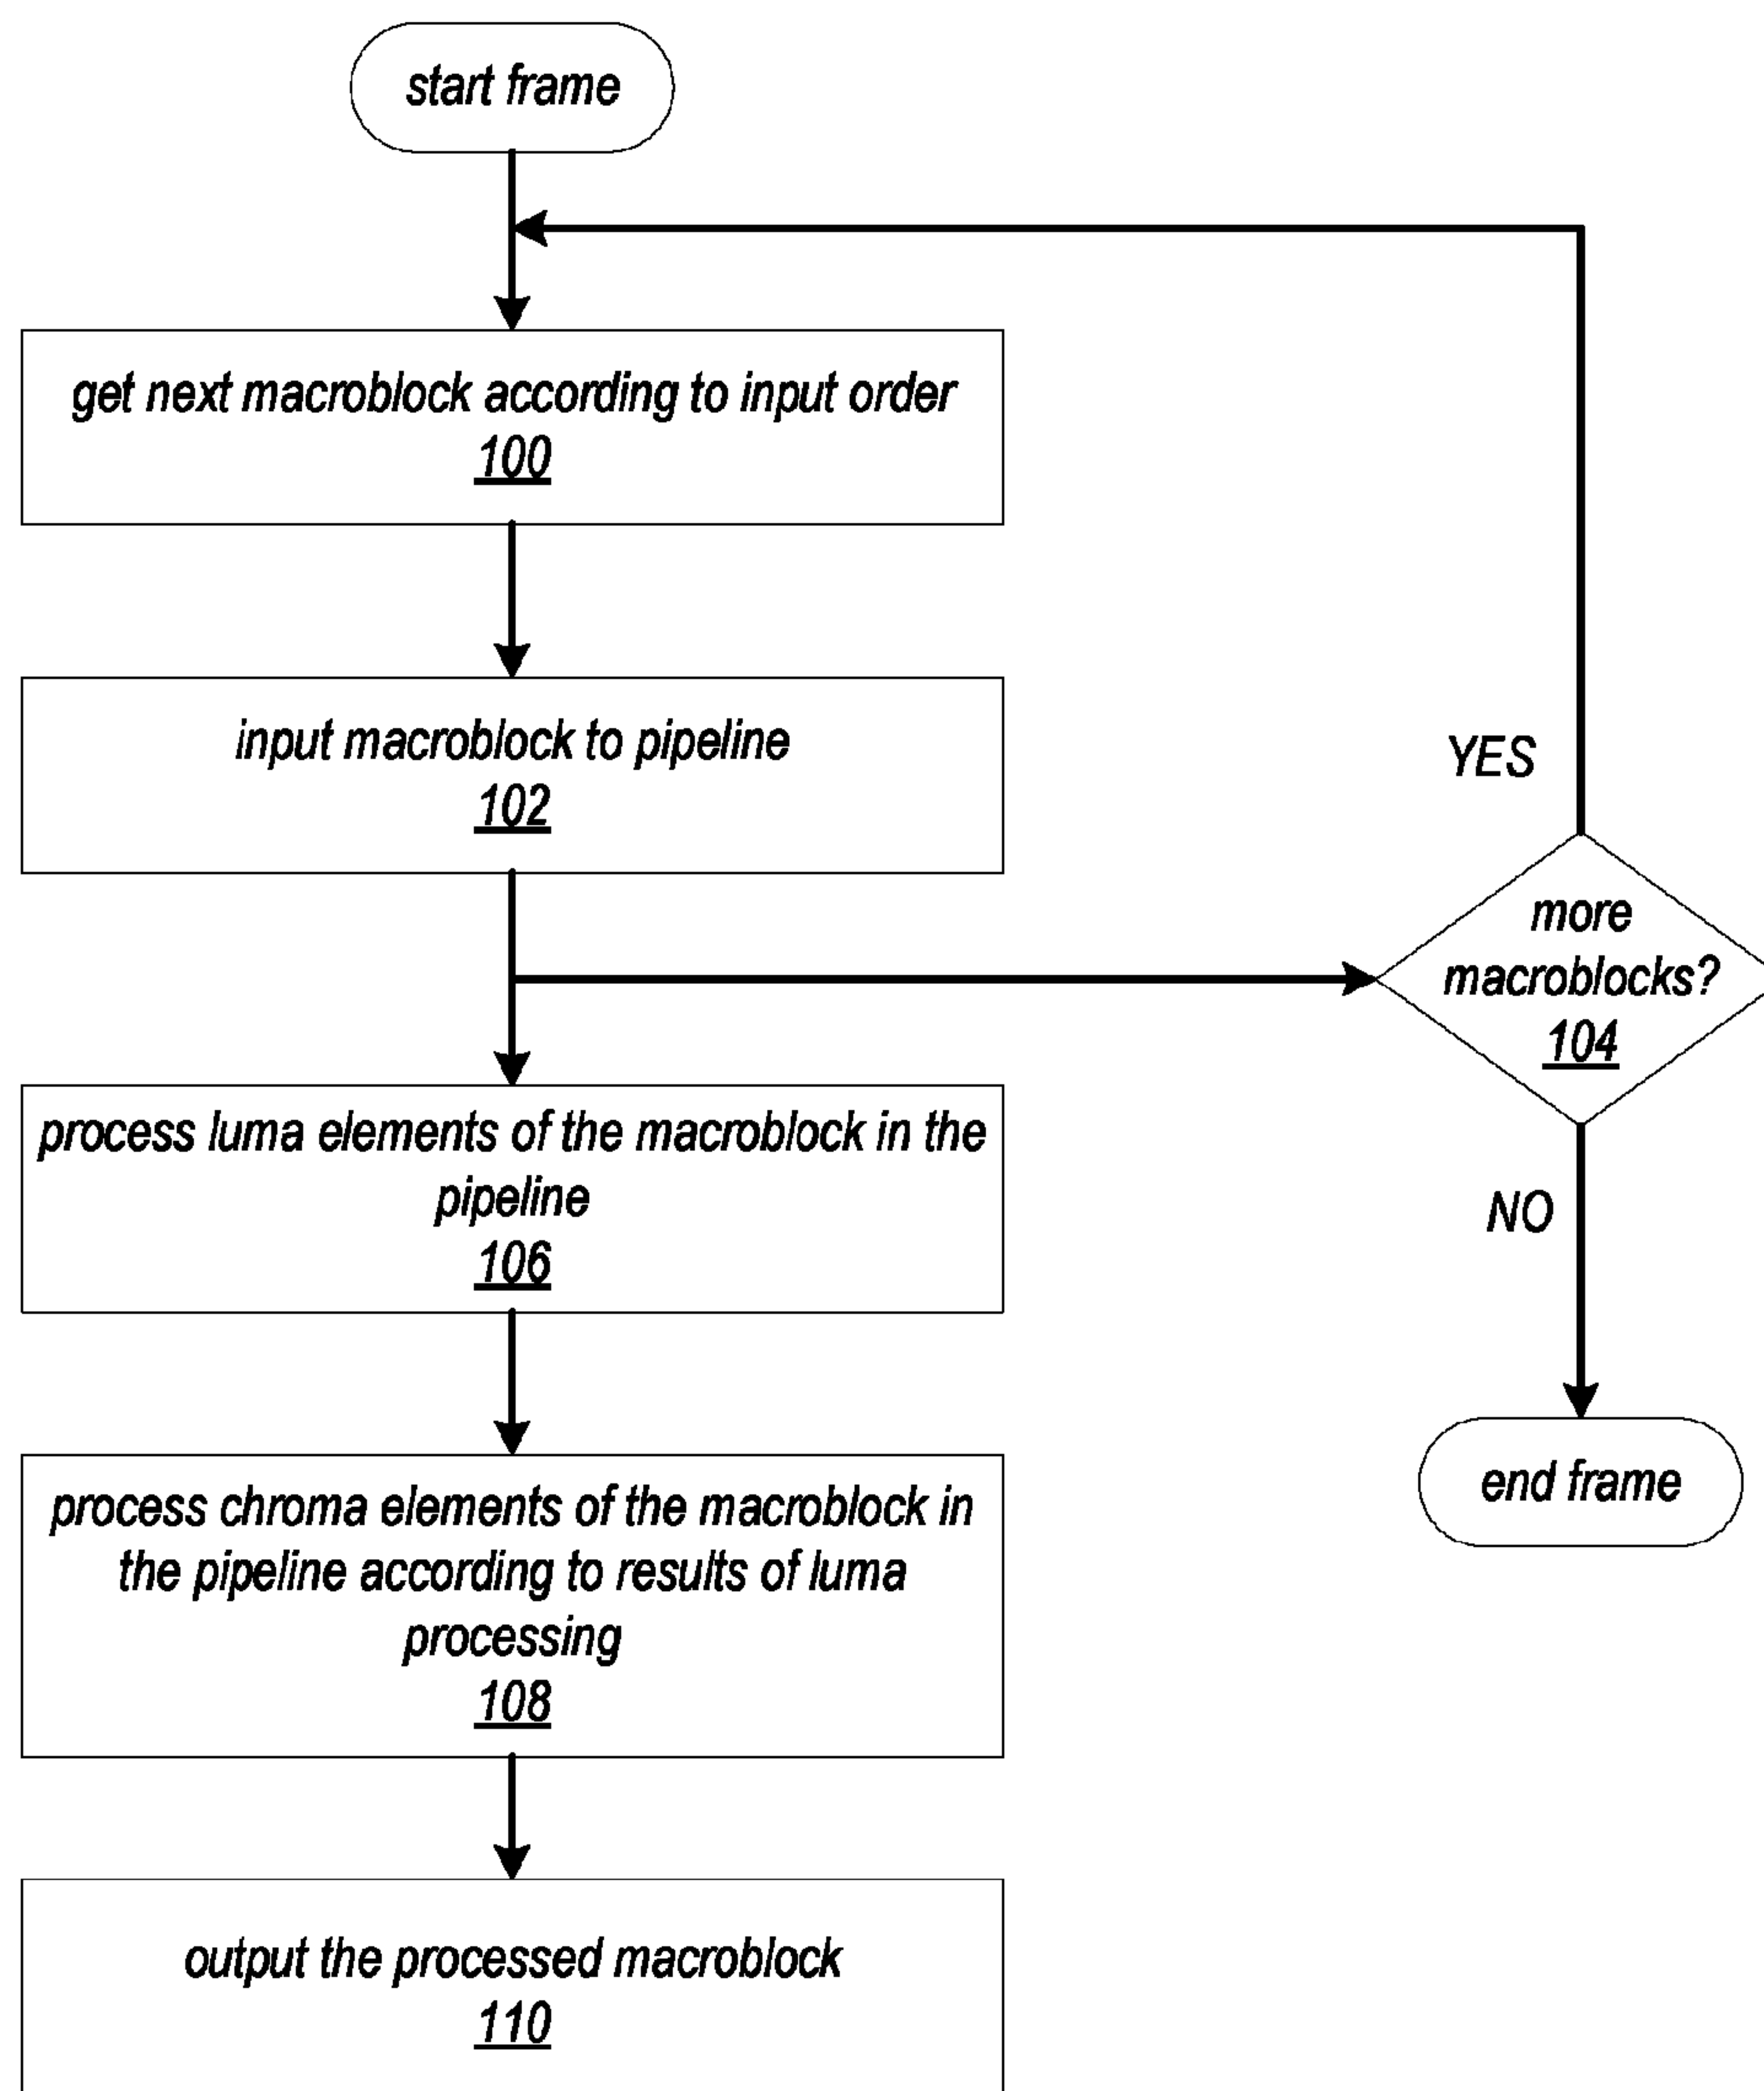 start frame
get next macroblock according to input order
100
input macroblock to pipeline
102
YES
more
macroblocks?
104
process luma elements of the macroblock in the
pipeline
106
NO
process chroma elements of the macroblock in
the pipeline according to results of luma
processing
108
end frame
output the processed macroblock
110